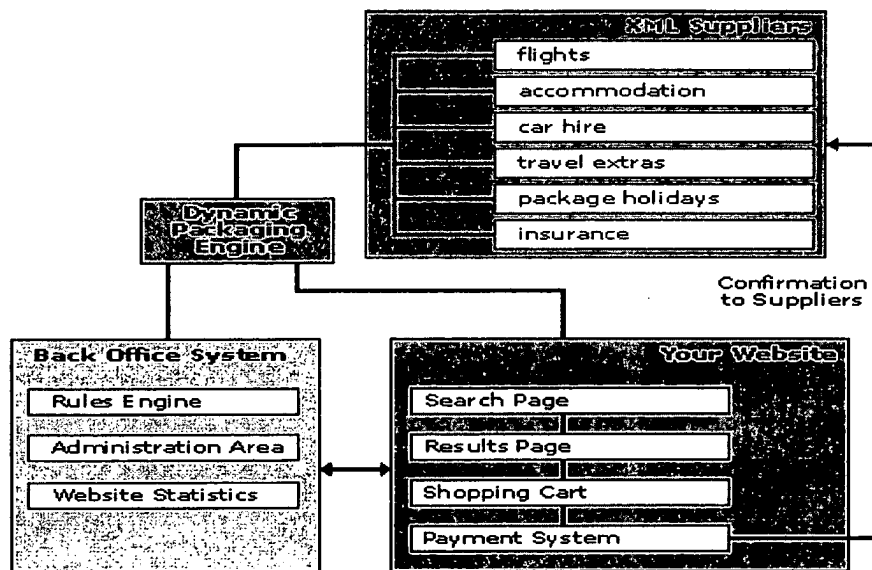 XML Suppliers
flights
accommodation
car hire
travel extras
package holidays
insurance
Dynamic
Packaging
Engine
Confirmation
to Suppliers
Back Office System
Rules Engine
Administration Area
Website Statistics
Your Website
Search Page
Results Page
Shopping Cart
Payment System